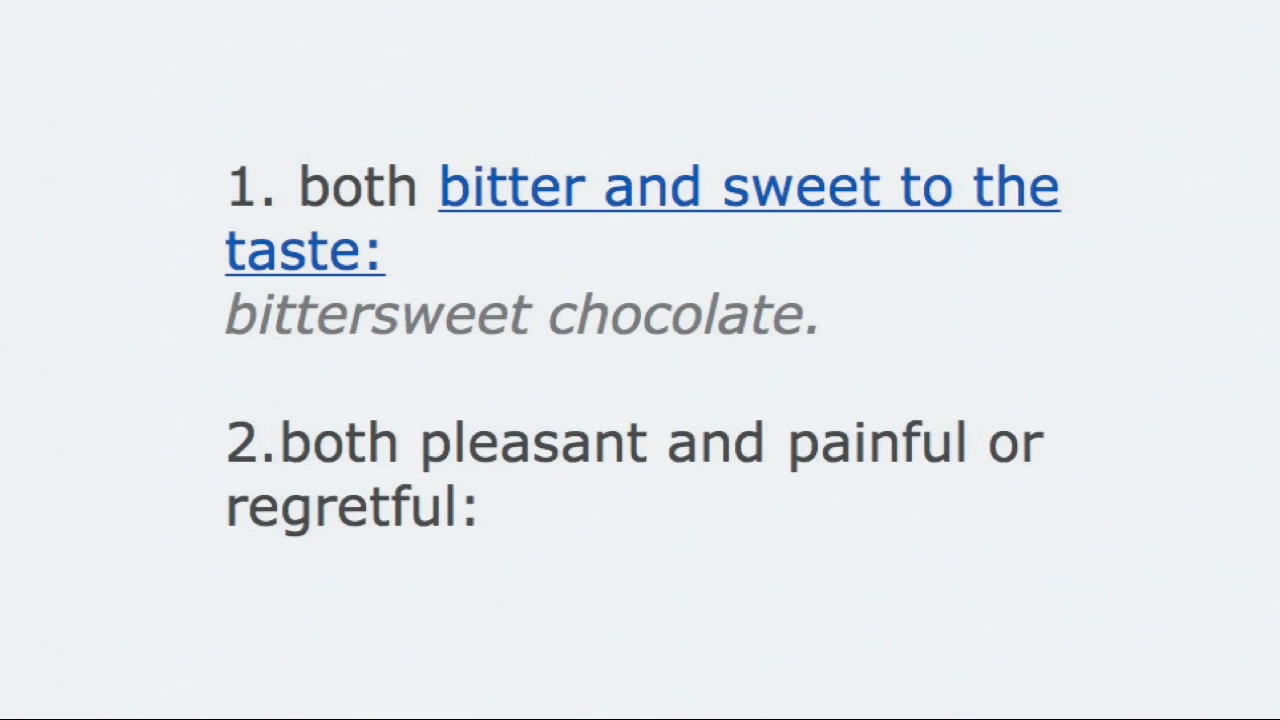 1. both bitter and sweet to the
taste:
bittersweet chocolate.
2.both pleasant and painful or
regretful: